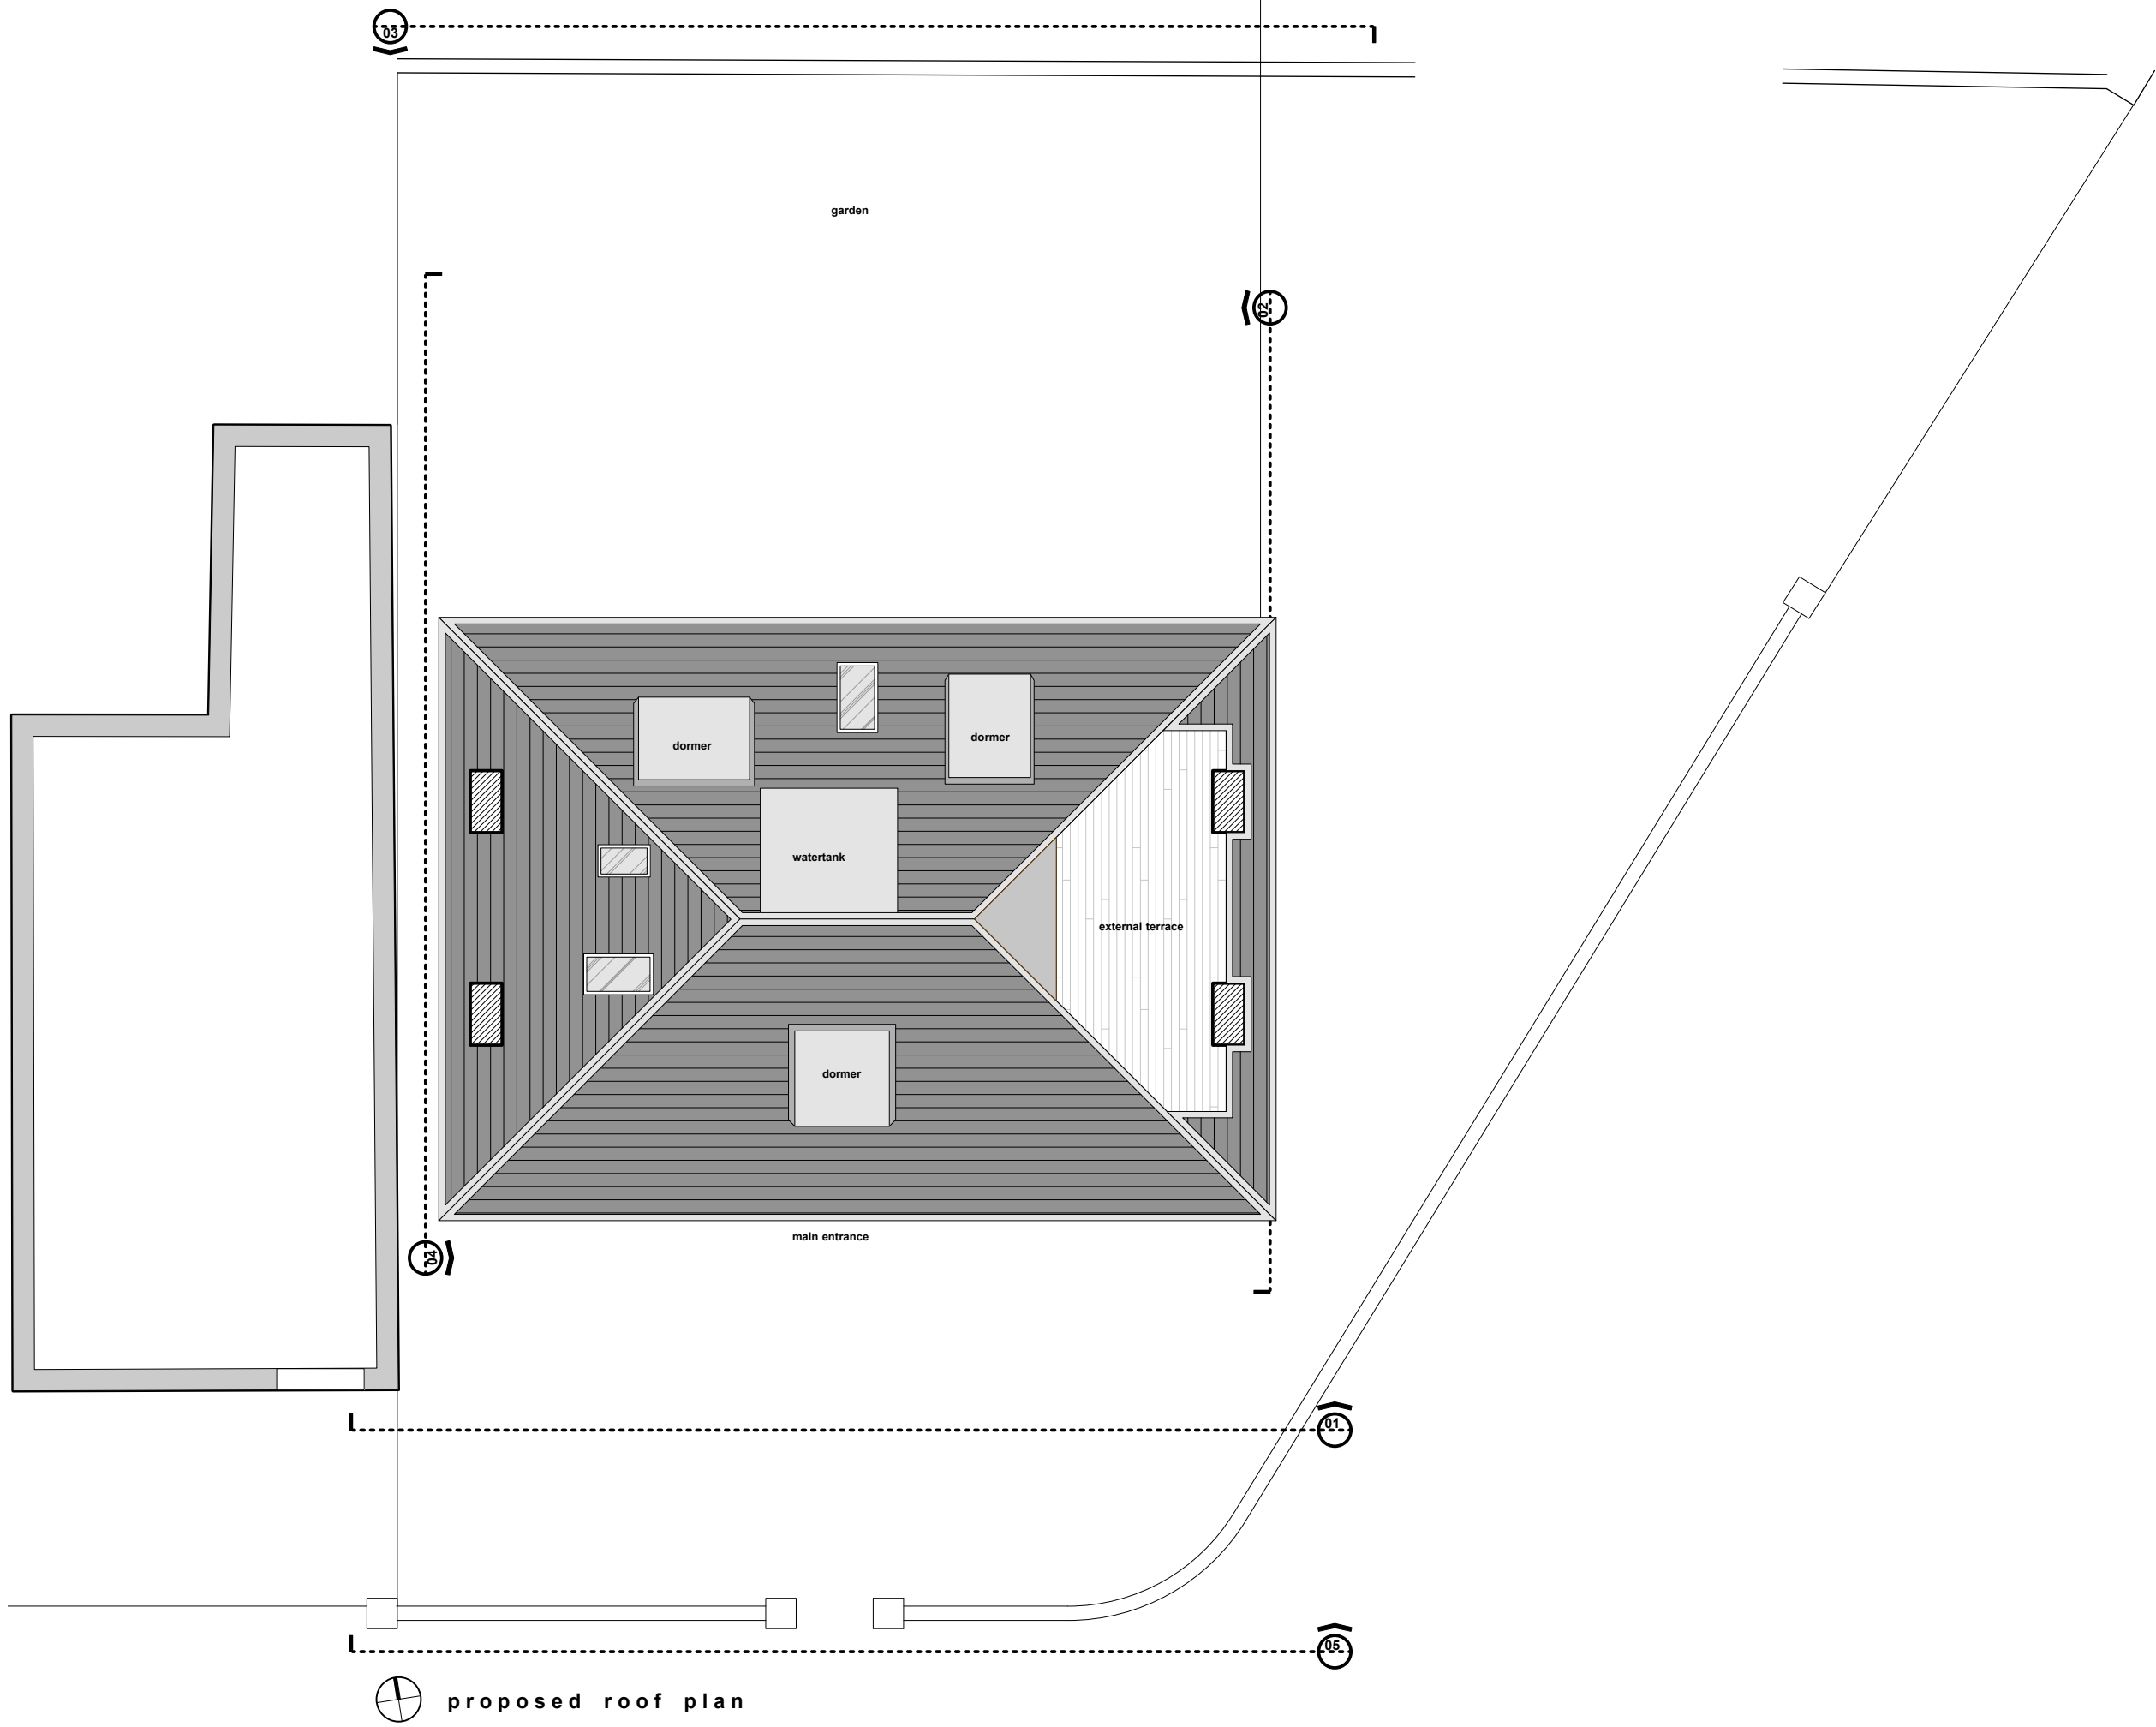 03
garden
02
dormer
dormer
watertank
external terrace
dormer
main entrance
04
01
05
proposed roof plan